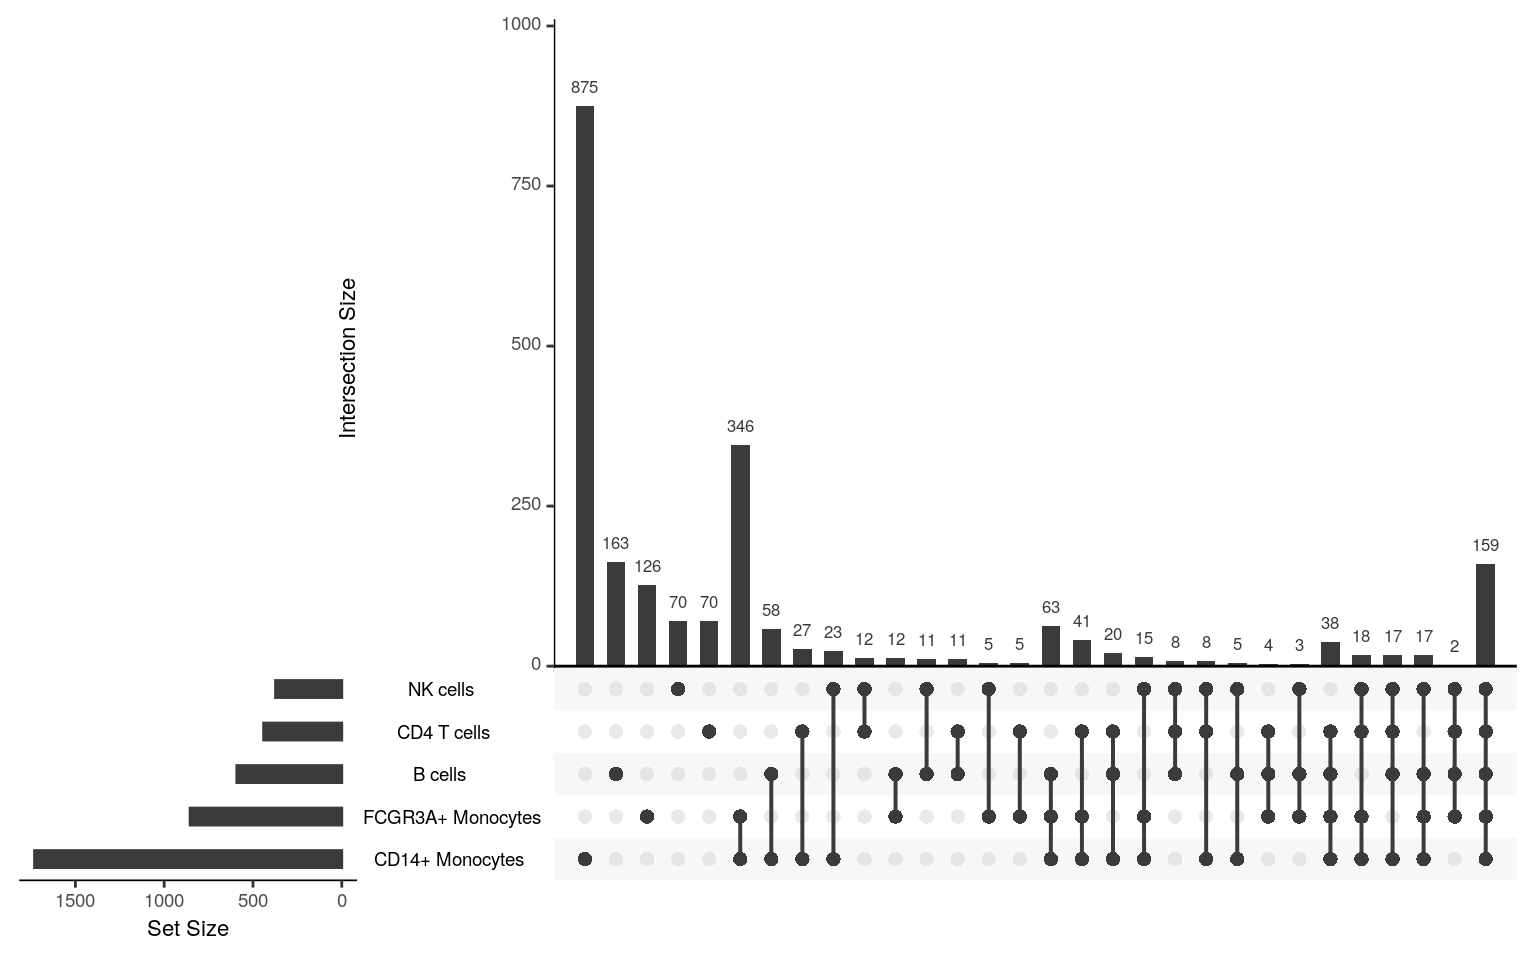 1000
875
750
Intersection Size
500
346
250
163
126
70 70
58
27 23 12 12 11 11 5 5
63
41
20 15 8 8 5 4 3
38
18 17 17 2
159
0
NK cells
CD4 T cells
B cells
FCGR3A+ Monocytes
CD14+ Monocytes
1500 1000 500 0
Set Size